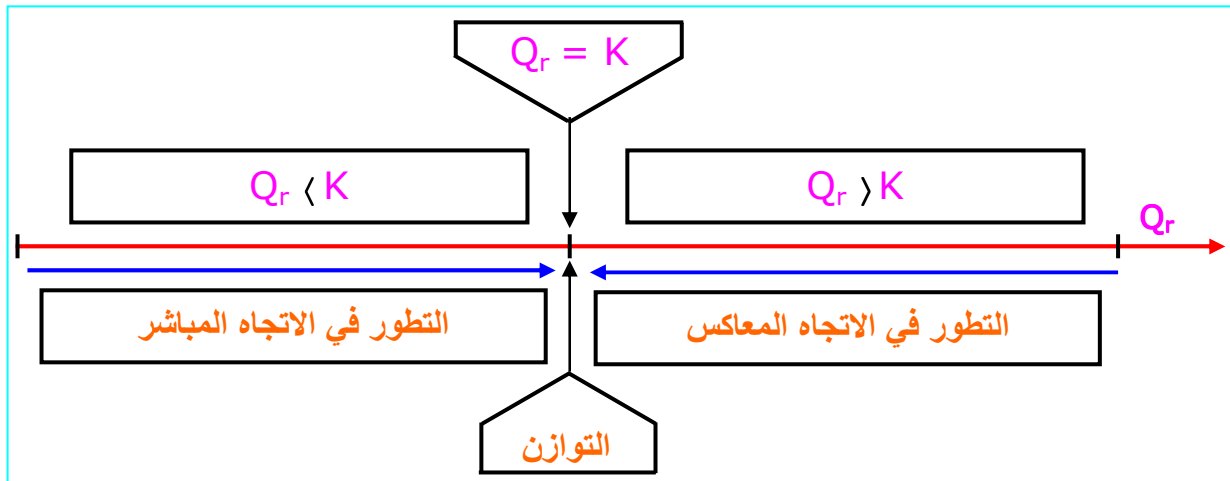 Qᵣ = K
Qᵣ ⟨ K
Qᵣ ⟩ K
Qᵣ
التطور في الاتجاه المباشر
التطور في الاتجاه المعاكس
التوازن